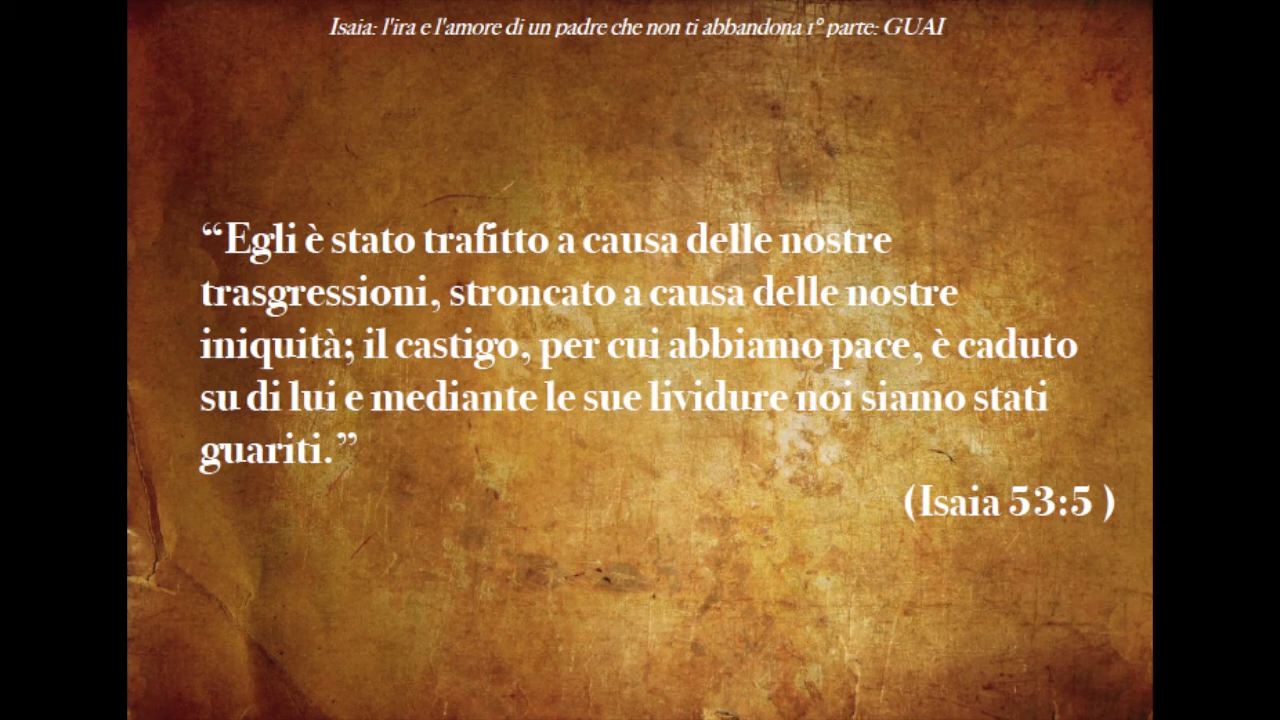 Isaia: l'ira e l'amore di un padre che non ti abbandona 1° parte: GUAI
“Egli è stato trafitto a causa delle nostre
trasgressioni, stroncato a causa delle nostre
iniquità; il castigo, per cui abbiamo pace, è caduto
su di lui e mediante le sue lividure noi siamo stati
guariti.”
(Isaia 53:5 )